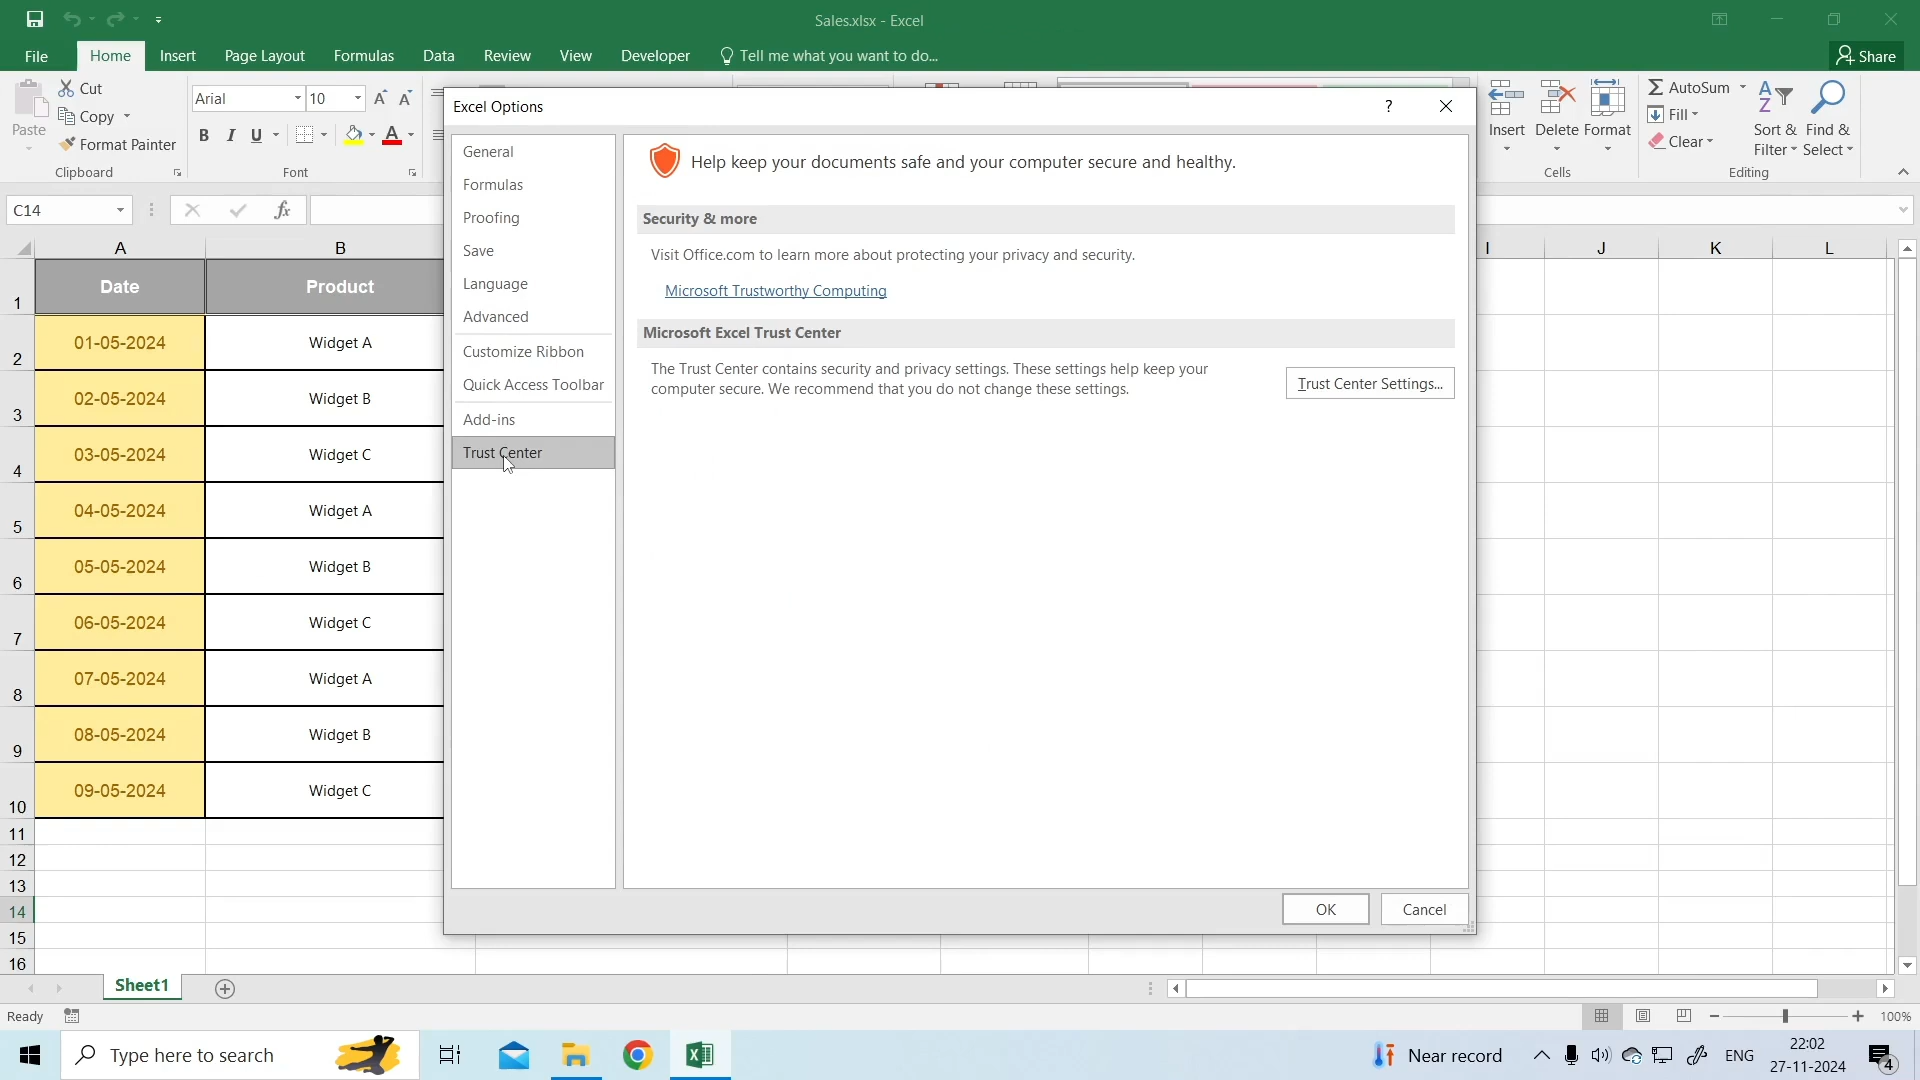 Sales.xlsx - Excel
File Home Insert Page Layout Formulas Data Review View Developer Tell me what you want to do... Share
Paste
Cut
Copy
Format Painter
Clipboard
Arial 10
B I U A
Font
Insert Delete Format
Cells
AutoSum
Fill
Clear
Sort & Filter
Find & Select
Editing
C14
fx
A B I J K L
1 Date Product
2 01-05-2024 Widget A
3 02-05-2024 Widget B
4 03-05-2024 Widget C
5 04-05-2024 Widget A
6 05-05-2024 Widget B
7 06-05-2024 Widget C
8 07-05-2024 Widget A
9 08-05-2024 Widget B
10 09-05-2024 Widget C
11
12
13
14
15
16
Excel Options ?
General
Formulas
Proofing
Save
Language
Advanced
Customize Ribbon
Quick Access Toolbar
Add-ins
Trust Center
Help keep your documents safe and your computer secure and healthy.
Security & more
Visit Office.com to learn more about protecting your privacy and security.
Microsoft Trustworthy Computing
Microsoft Excel Trust Center
The Trust Center contains security and privacy settings. These settings help keep your
computer secure. We recommend that you do not change these settings.
Trust Center Settings...
OK Cancel
Sheet1
Ready 100%
Type here to search
Near record
ENG
22:02
27-11-2024
4